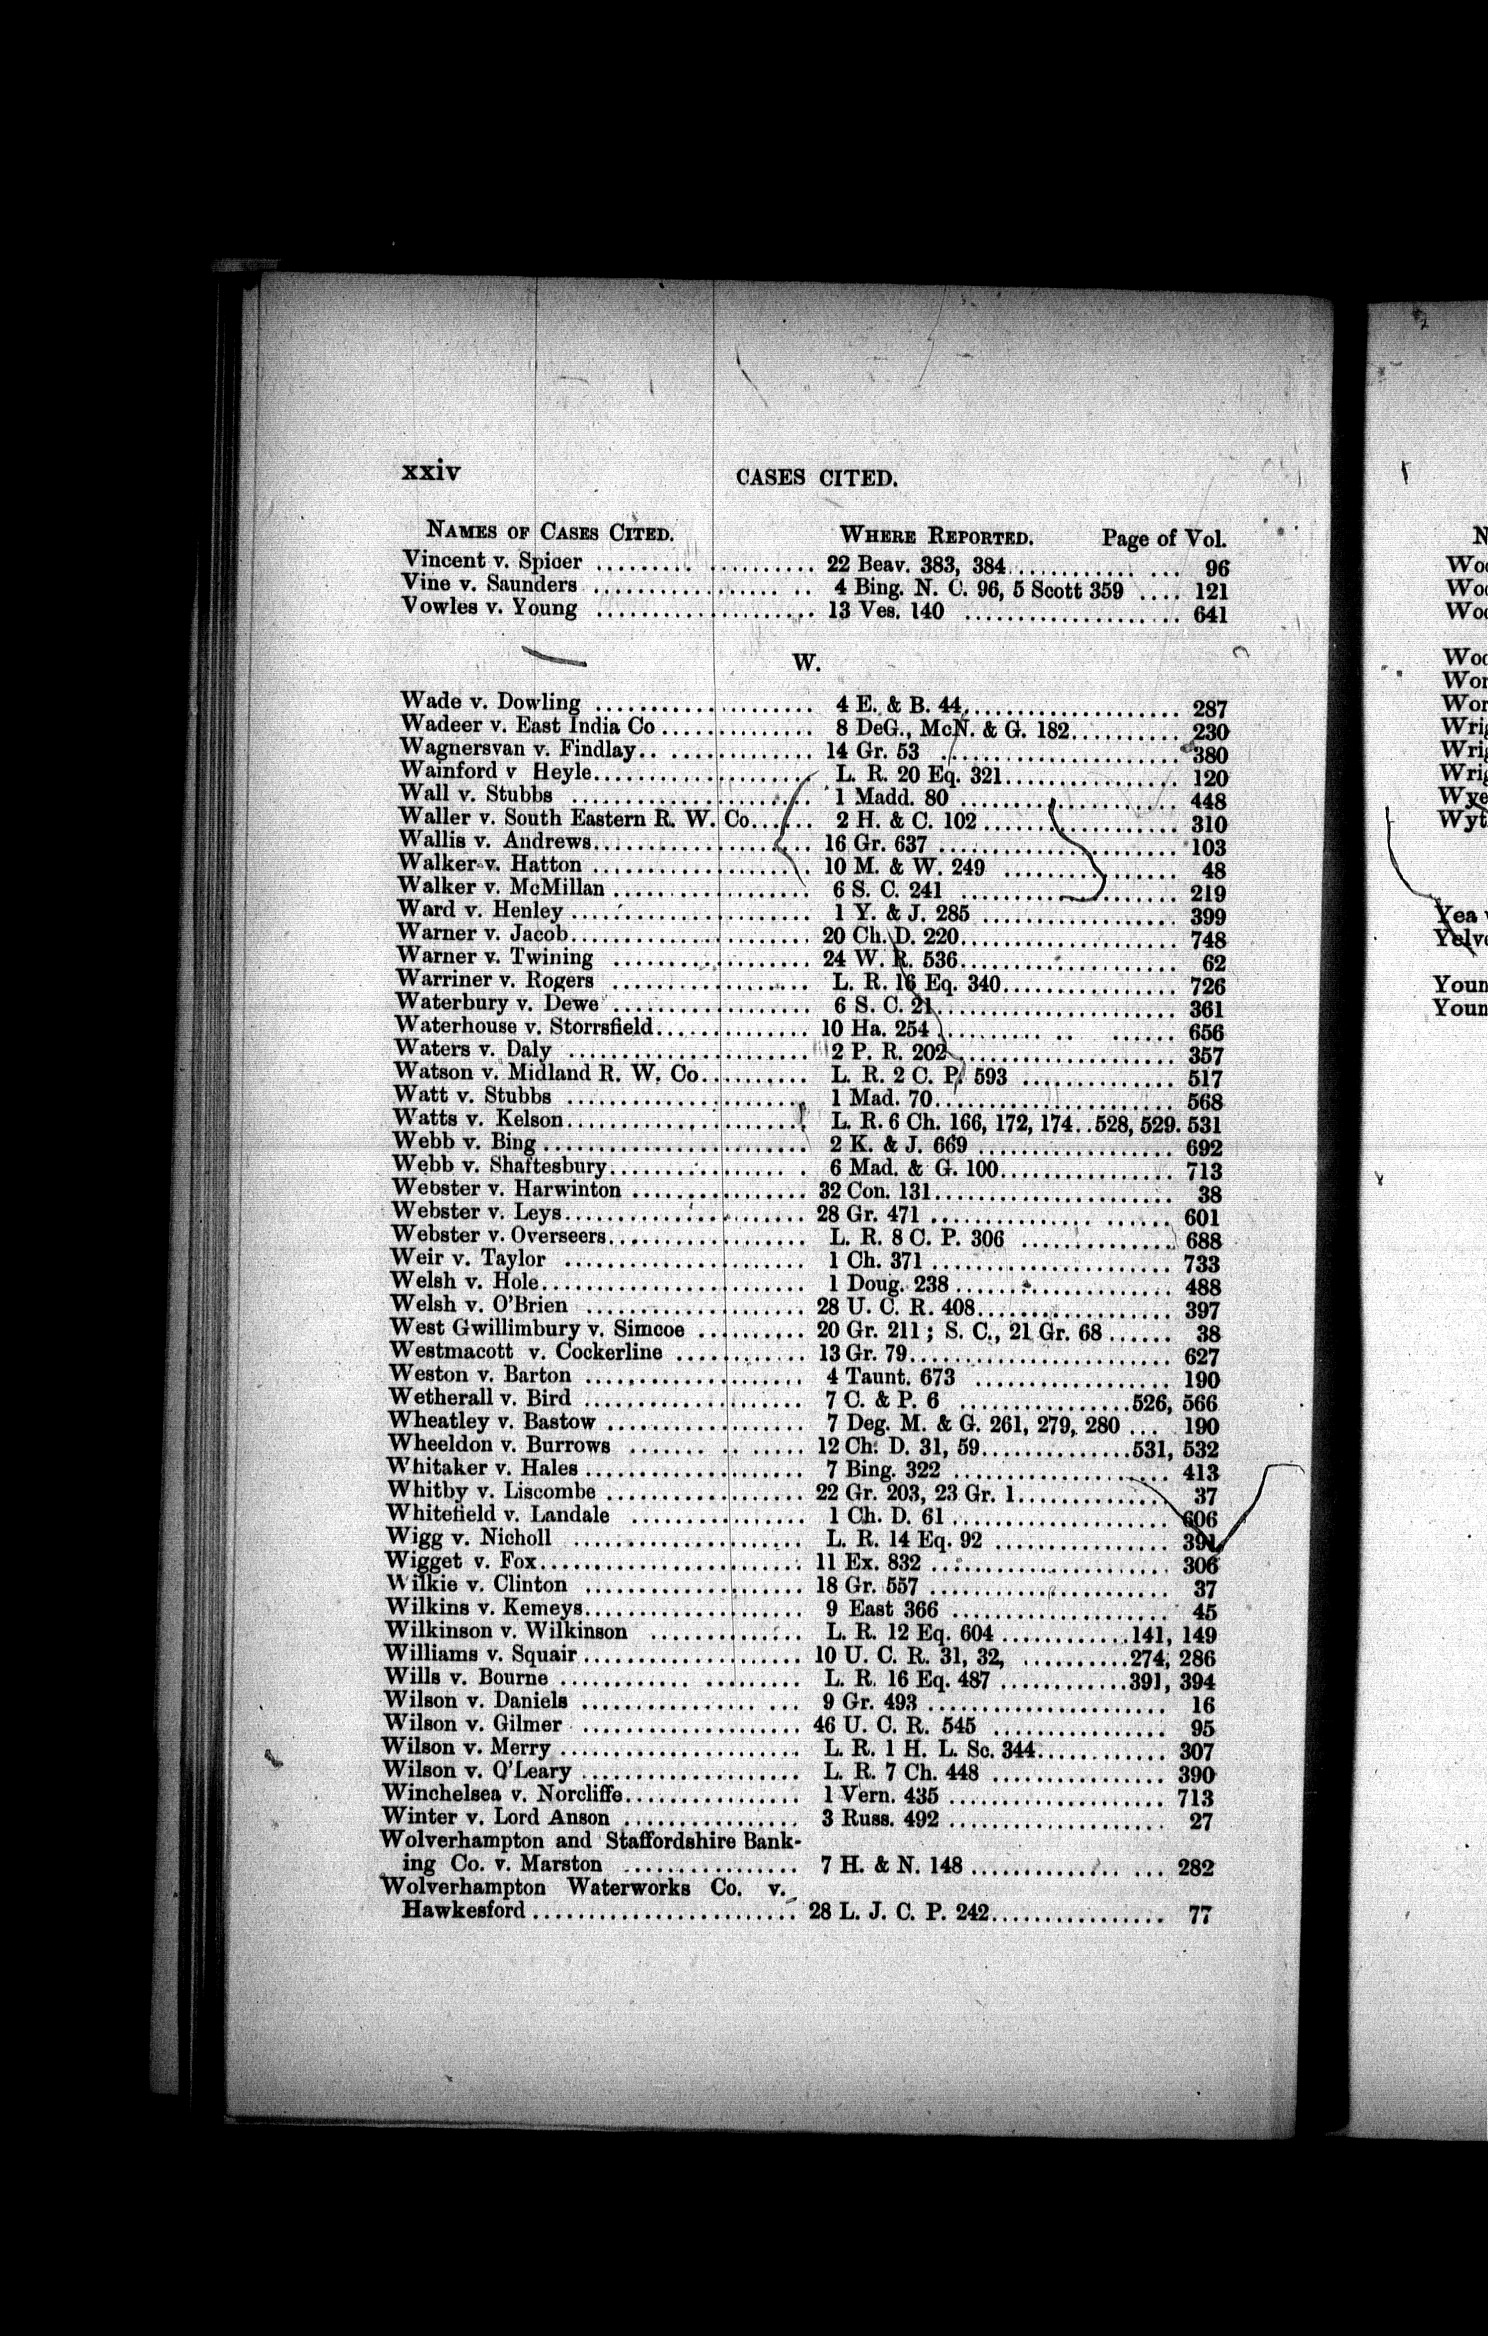 xxiv CASES CITED.
NAMES OF CASES CITED. WHERE REPORTED. Page of Vol.
Vincent v. Spicer .................... 22 Beav. 383, 384................ 96
Vine v. Saunders .................... 4 Bing. N. C. 96, 5 Scott 359 .... 121
Vowles v. Young .................... 13 Ves. 140 .................... 641
W.
Wade v. Dowling .................... 4 E. & B. 44.................... 287
Wadeer v. East India Co .............. 8 DeG., McN. & G. 182.......... 230
Wagnersvan v. Findlay.. .............. 14 Gr. 53 .................... 380
Wainford v Heyle.................... L. R. 20 Eq. 321................ 120
Wall v. Stubbs .................... 1 Madd. 80 .................... 448
Waller v. South Eastern R. W. Co...... 2 H. & C. 102 .................. 310
Wallis v. Andrews.................... 16 Gr. 637 .................... 103
Walker v. Hatton .................... 10 M. & W. 249 ................ 48
Walker v. McMillan .................. 6 S. C. 241 .................... 219
Ward v. Henley .................... 1 Y. & J. 285 .................. 399
Warner v. Jacob.................... 20 Ch. D. 220.................... 748
Warner v. Twining .................. 24 W. R. 536.................... 62
Warriner v. Rogers .................. L. R. 16 Eq. 340................ 726
Waterbury v. Dewe .................. 6 S. C. 21.................... 361
Waterhouse v. Storrsfield.............. 10 Ha. 254 .......... .. ...... 656
Waters v. Daly .................... 2 P. R. 202.................... 357
Watson v. Midland R. W. Co.......... L. R. 2 C. P. 593 .............. 517
Watt v. Stubbs .................... 1 Mad. 70.................... 568
Watts v. Kelson.................... L. R. 6 Ch. 166, 172, 174..528, 529. 531
Webb v. Bing .................... 2 K. & J. 669 .................. 692
Webb v. Shaftesbury.................. 6 Mad. & G. 100................ 713
Webster v. Harwinton ................ 32 Con. 131.................... 38
Webster v. Leys.................... 28 Gr. 471 .............. ...... 601
Webster v. Overseers.................. L. R. 8 C. P. 306 .............. 688
Weir v. Taylor .................... 1 Ch. 371 .................... 733
Welsh v. Hole.................... 1 Doug. 238 .................... 488
Welsh v. O'Brien .................... 28 U. C. R. 408.................. 397
West Gwillimbury v. Simcoe .......... 20 Gr. 211 ; S. C., 21 Gr. 68 ...... 38
Westmacott v. Cockerline ............ 13 Gr. 79.................... 627
Weston v. Barton .................... 4 Taunt. 673 .................. 190
Wetherall v. Bird .................... 7 C. & P. 6 ................526, 566
Wheatley v. Bastow .................. 7 Deg. M. & G. 261, 279, 280 ... 190
Wheeldon v. Burrows ....... .. ...... 12 Ch. D. 31, 59..............531, 532
Whitaker v. Hales .................... 7 Bing. 322 .................... 413
Whitby v. Liscombe .................. 22 Gr. 203, 23 Gr. 1.............. 37
Whitefield v. Landale ................ 1 Ch. D. 61 .................... 606
Wigg v. Nicholl .................... L. R. 14 Eq. 92 ................ 391
Wigget v. Fox.................... 11 Ex. 832 .................... 306
Wilkie v. Clinton .................... 18 Gr. 557 .................... 37
Wilkins v. Kemeys.................... 9 East 366 .................... 45
Wilkinson v. Wilkinson .............. L. R. 12 Eq. 604 ............141, 149
Williams v. Squair.................... 10 U. C. R. 31, 32, ..........274, 286
Wills v. Bourne ............ ......... L. R. 16 Eq. 487 ............391, 394
Wilson v. Daniels .................... 9 Gr. 493 .................... 16
Wilson v. Gilmer .................... 46 U. C. R. 545 ................ 95
Wilson v. Merry .................... L. R. 1 H. L. Sc. 344............ 307
Wilson v. O'Leary .................... L. R. 7 Ch. 448 ................ 390
Winchelsea v. Norcliffe................ 1 Vern. 435 .................... 713
Winter v. Lord Anson ................ 3 Russ. 492 .................... 27
Wolverhampton and Staffordshire Bank-
ing Co. v. Marston ................ 7 H. & N. 148 .............. ... 282
Wolverhampton Waterworks Co. v.
Hawkesford .................... 28 L. J. C. P. 242................ 77